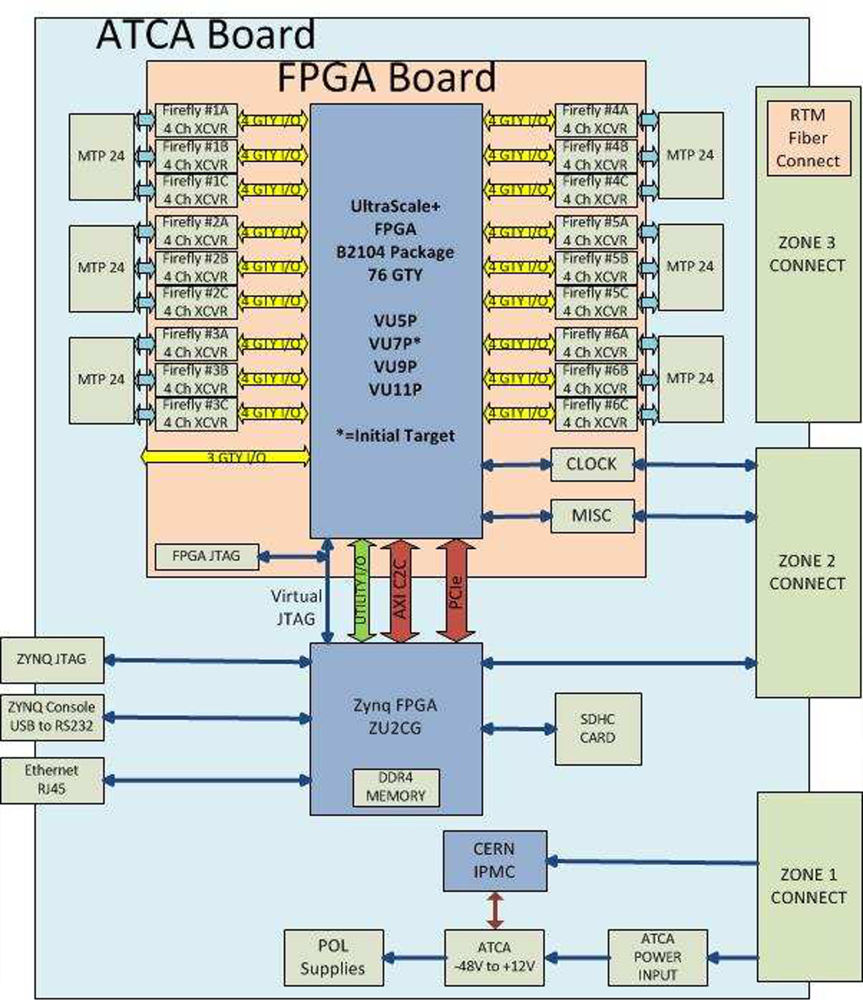 ATCA Board
FPGA Board
MTP 24
Firefly #1A
4 Ch XCVR
4 GTY I/O
Firefly #1B
4 Ch XCVR
4 GTY I/O
Firefly #1C
4 Ch XCVR
4 GTY I/O
MTP 24
Firefly #2A
4 Ch XCVR
4 GTY I/O
Firefly #2B
4 Ch XCVR
4 GTY I/O
Firefly #2C
4 Ch XCVR
4 GTY I/O
MTP 24
Firefly #3A
4 Ch XCVR
4 GTY I/O
Firefly #3B
4 Ch XCVR
4 GTY I/O
Firefly #3C
4 Ch XCVR
4 GTY I/O
3 GTY I/O
UltraScale+
FPGA
B2104 Package
76 GTY
VU5P
VU7P*
VU9P
VU11P
*=Initial Target
4 GTY I/O
Firefly #4A
4 Ch XCVR
4 GTY I/O
Firefly #4B
4 Ch XCVR
4 GTY I/O
Firefly #4C
4 Ch XCVR
MTP 24
4 GTY I/O
Firefly #5A
4 Ch XCVR
4 GTY I/O
Firefly #5B
4 Ch XCVR
4 GTY I/O
Firefly #5C
4 Ch XCVR
MTP 24
4 GTY I/O
Firefly #6A
4 Ch XCVR
4 GTY I/O
Firefly #6B
4 Ch XCVR
4 GTY I/O
Firefly #6C
4 Ch XCVR
MTP 24
RTM
Fiber
Connect
ZONE 3
CONNECT
CLOCK
MISC
ZONE 2
CONNECT
FPGA JTAG
Virtual
JTAG
UTILITY I/O
AXI C2C
PCIe
ZYNQ JTAG
ZYNQ Console
USB to RS232
Ethernet
RJ45
Zynq FPGA
ZU2CG
DDR4
MEMORY
SDHC
CARD
CERN
IPMC
ZONE 1
CONNECT
POL
Supplies
ATCA
-48V to +12V
ATCA
POWER
INPUT